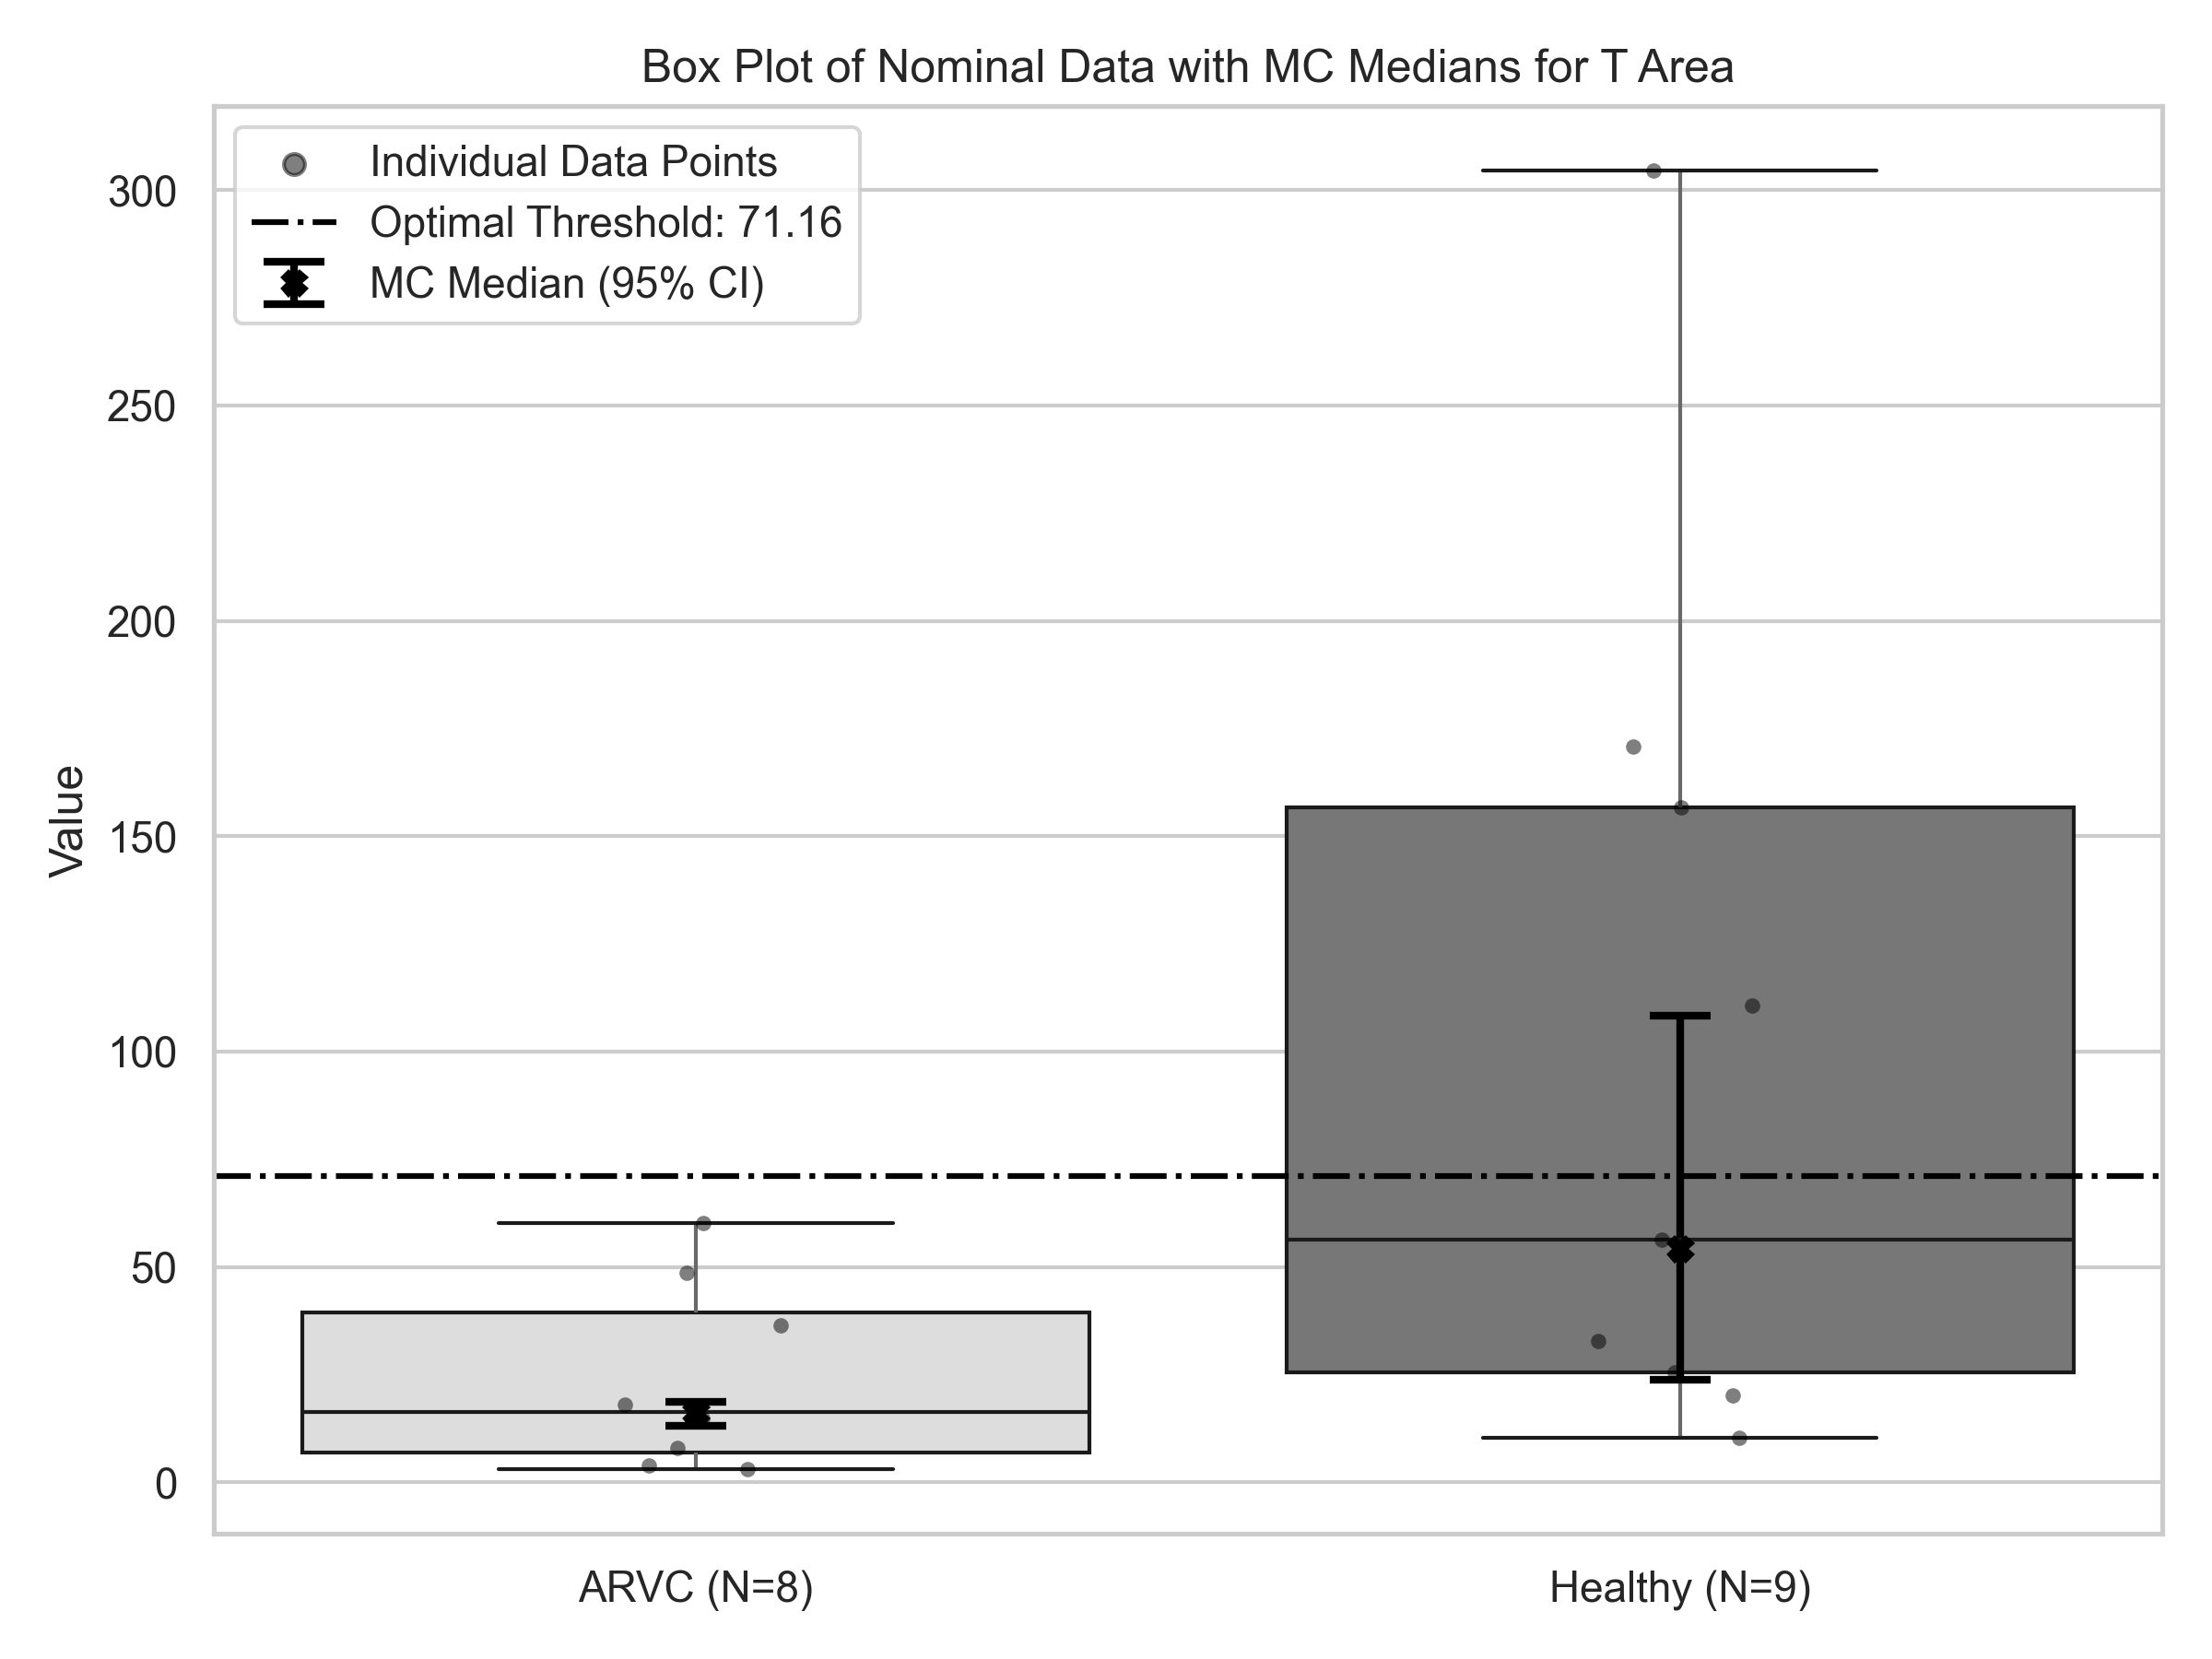 Box Plot of Nominal Data with MC Medians for T Area
Individual Data Points
Optimal Threshold: 71.16
MC Median (95% CI)
300
250
200
150
100
50
0
Value
ARVC (N=8)
Healthy (N=9)